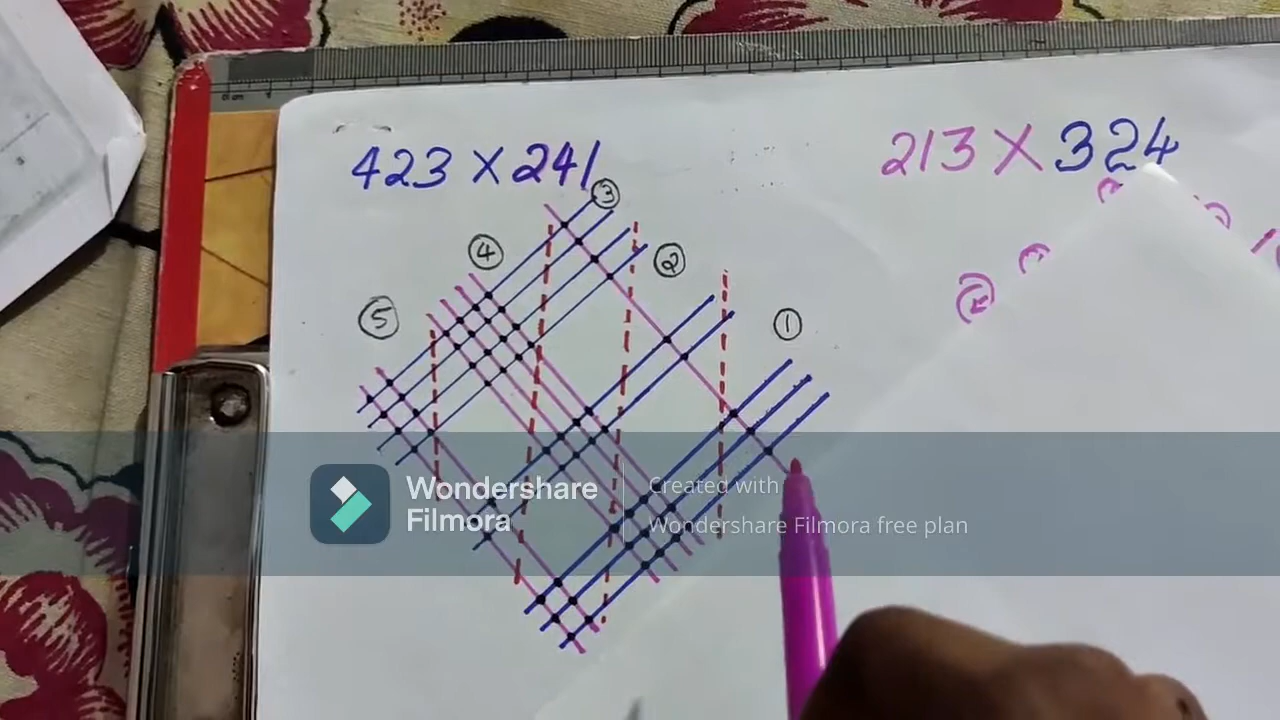 423 X 241
213 X 324
③
④
②
⑤
①
Wondershare
Filmora
Created with
Wondershare Filmora free plan